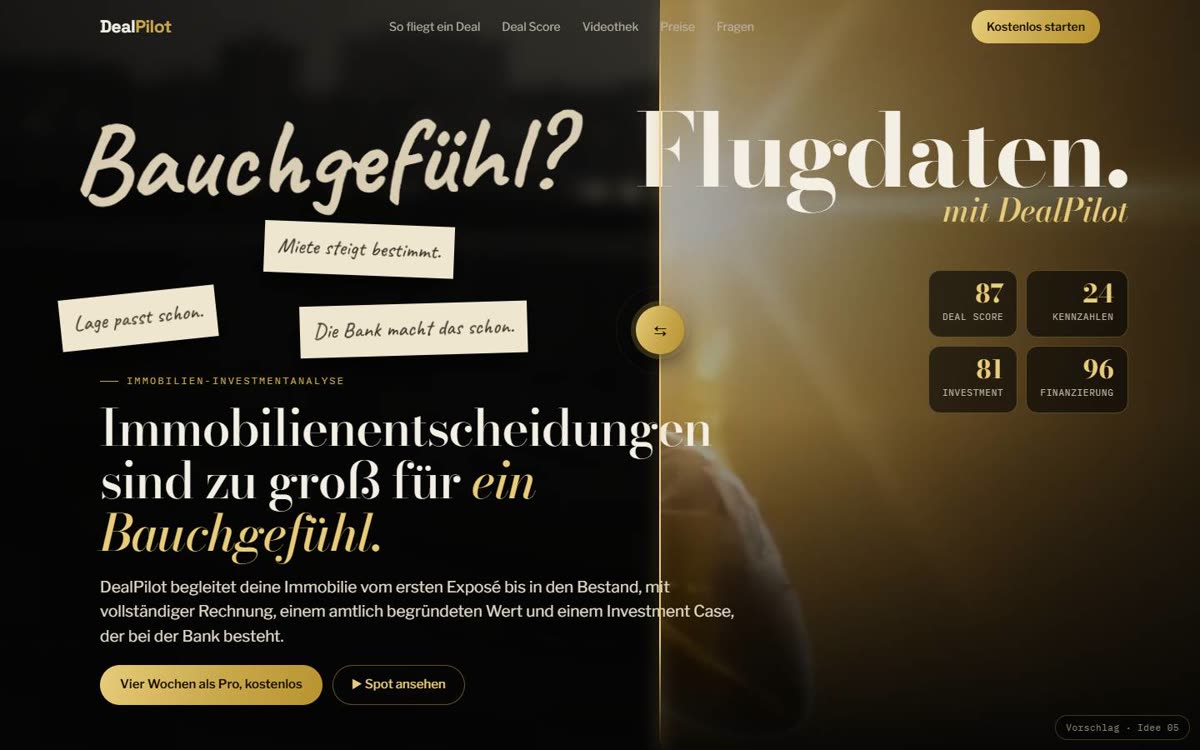 DealPilot
So fliegt ein Deal
Deal Score
Videothek
Preise
Fragen
Kostenlos starten
Bauchgefühl?
Flugdaten.
mit DealPilot
Miete steigt bestimmt.
Lage passt schon.
Die Bank macht das schon.
87
DEAL SCORE
24
KENNZAHLEN
81
INVESTMENT
96
FINANZIERUNG
IMMOBILIEN-INVESTMENTANALYSE
Immobilienentscheidungen
sind zu groß für ein
Bauchgefühl.
DealPilot begleitet deine Immobilie vom ersten Exposé bis in den Bestand, mit
vollständiger Rechnung, einem amtlich begründeten Wert und einem Investment Case,
der bei der Bank besteht.
Vier Wochen als Pro, kostenlos
▶ Spot ansehen
Vorschlag · Idee 05